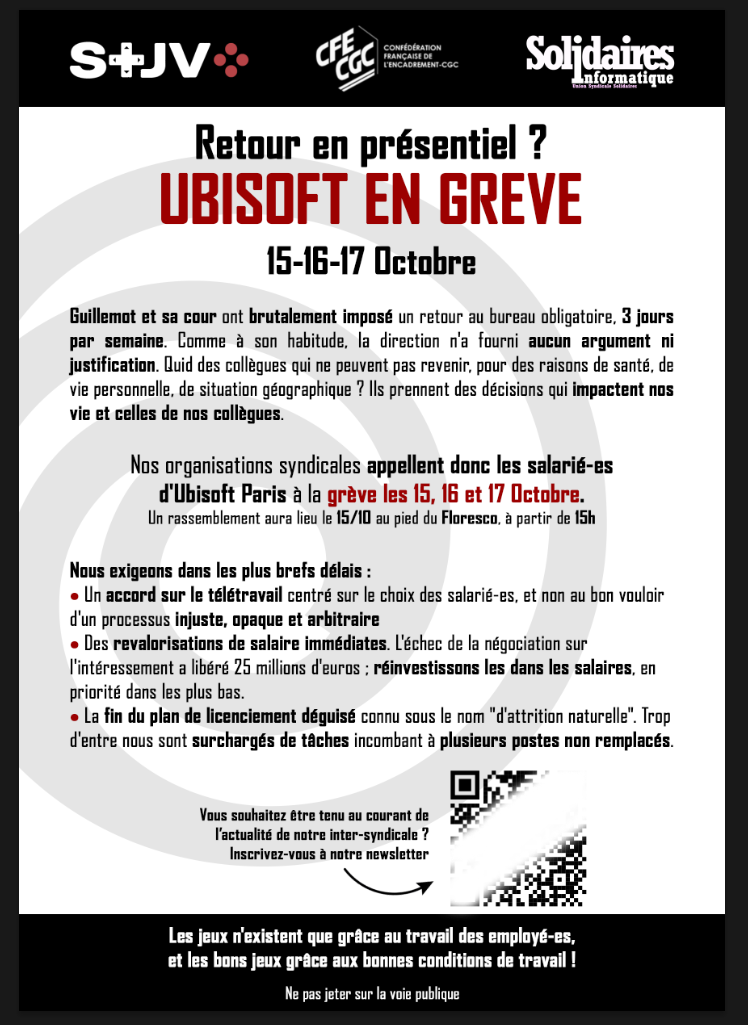 S+JV
CFE
CGC
CONFÉDÉRATION
FRANÇAISE DE
L'ENCADREMENT-CGC
Solidaires
Informatique
Union Syndicale Solidaires
Retour en présentiel ?
UBISOFT EN GREVE
15-16-17 Octobre
Guillemot et sa cour ont brutalement imposé un retour au bureau obligatoire, 3 jours
par semaine. Comme à son habitude, la direction n'a fourni aucun argument ni
justification. Quid des collègues qui ne peuvent pas revenir, pour des raisons de santé, de
vie personnelle, de situation géographique ? Ils prennent des décisions qui impactent nos
vie et celles de nos collègues.
Nos organisations syndicales appellent donc les salarié-es
d'Ubisoft Paris à la grève les 15, 16 et 17 Octobre.
Un rassemblement aura lieu le 15/10 au pied du Floresco, à partir de 15h
Nous exigeons dans les plus brefs délais :
● Un accord sur le télétravail centré sur le choix des salarié-es, et non au bon vouloir
d'un processus injuste, opaque et arbitraire
● Des revalorisations de salaire immédiates. L'échec de la négociation sur
l'intéressement a libéré 25 millions d'euros ; réinvestissons les dans les salaires, en
priorité dans les plus bas.
● La fin du plan de licenciement déguisé connu sous le nom "d'attrition naturelle". Trop
d'entre nous sont surchargés de tâches incombant à plusieurs postes non remplacés.
Vous souhaitez être tenu au courant de
l'actualité de notre inter-syndicale ?
Inscrivez-vous à notre newsletter
Les jeux n'existent que grâce au travail des employé-es,
et les bons jeux grâce aux bonnes conditions de travail !
Ne pas jeter sur la voie publique